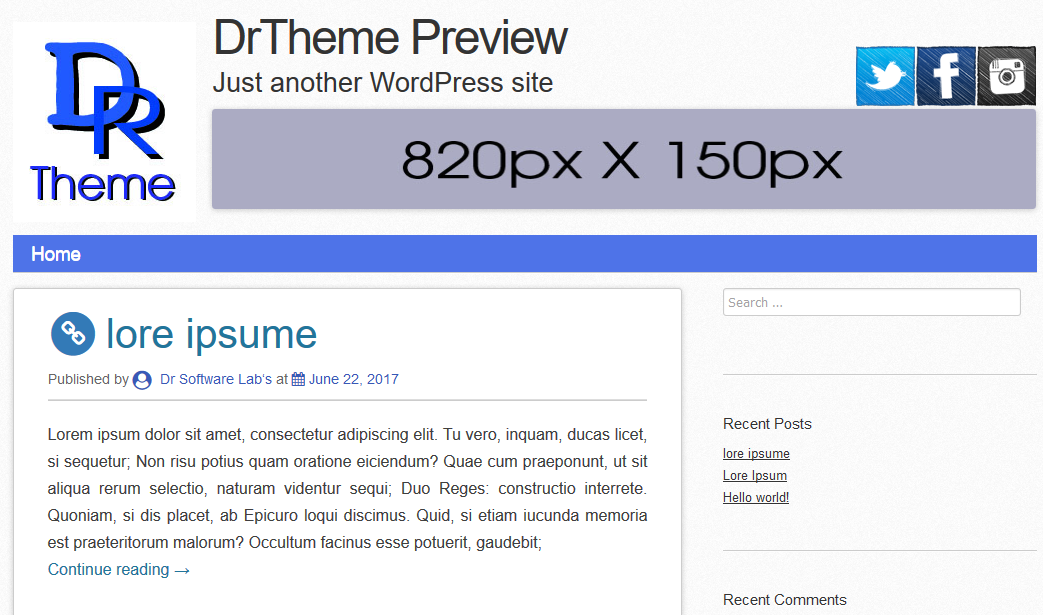 DR
Theme
DrTheme Preview
Just another WordPress site
820px X 150px
Home
lore ipsume
Published by Dr Software Lab's at June 22, 2017
Lorem ipsum dolor sit amet, consectetur adipiscing elit. Tu vero, inquam, ducas licet,
si sequetur; Non risu potius quam oratione eiciendum? Quae cum praeponunt, ut sit
aliqua rerum selectio, naturam videntur sequi; Duo Reges: constructio interrete.
Quoniam, si dis placet, ab Epicuro loqui discimus. Quid, si etiam iucunda memoria
est praeteritorum malorum? Occultum facinus esse potuerit, gaudebit;
Continue reading →
Search ...
Recent Posts
lore ipsume
Lore Ipsum
Hello world!
Recent Comments